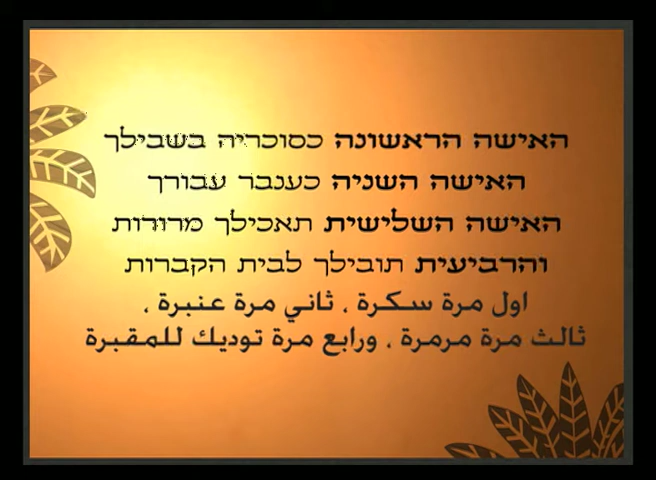 האישה הראשונה כסוכריה בשבילך
האישה השניה כענבר עבורך
האישה השלישית תאכילך מרורות
והרביעית תובילך לבית הקברות
اول مرة سكرة ، ثاني مرة عنبرة ،
ثالث مرة مرمرة ، ورابع مرة توديك للمقبرة